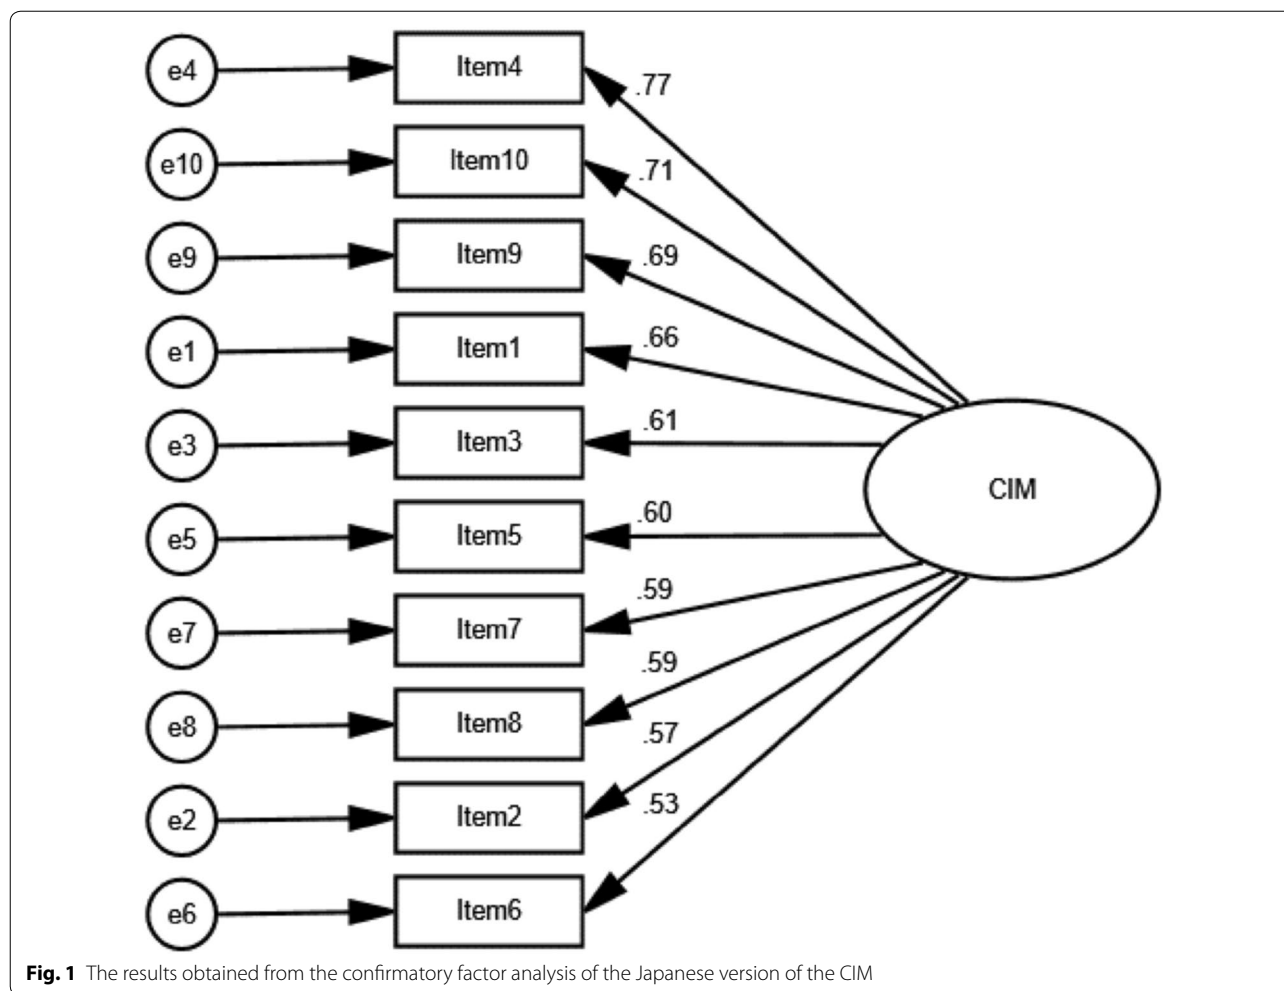 e4 Item4 .77
e10 Item10 .71
e9 Item9 .69
e1 Item1 .66
e3 Item3 .61
CIM
e5 Item5 .60
e7 Item7 .59
e8 Item8 .59
e2 Item2 .57
e6 Item6 .53
Fig. 1 The results obtained from the confirmatory factor analysis of the Japanese version of the CIM